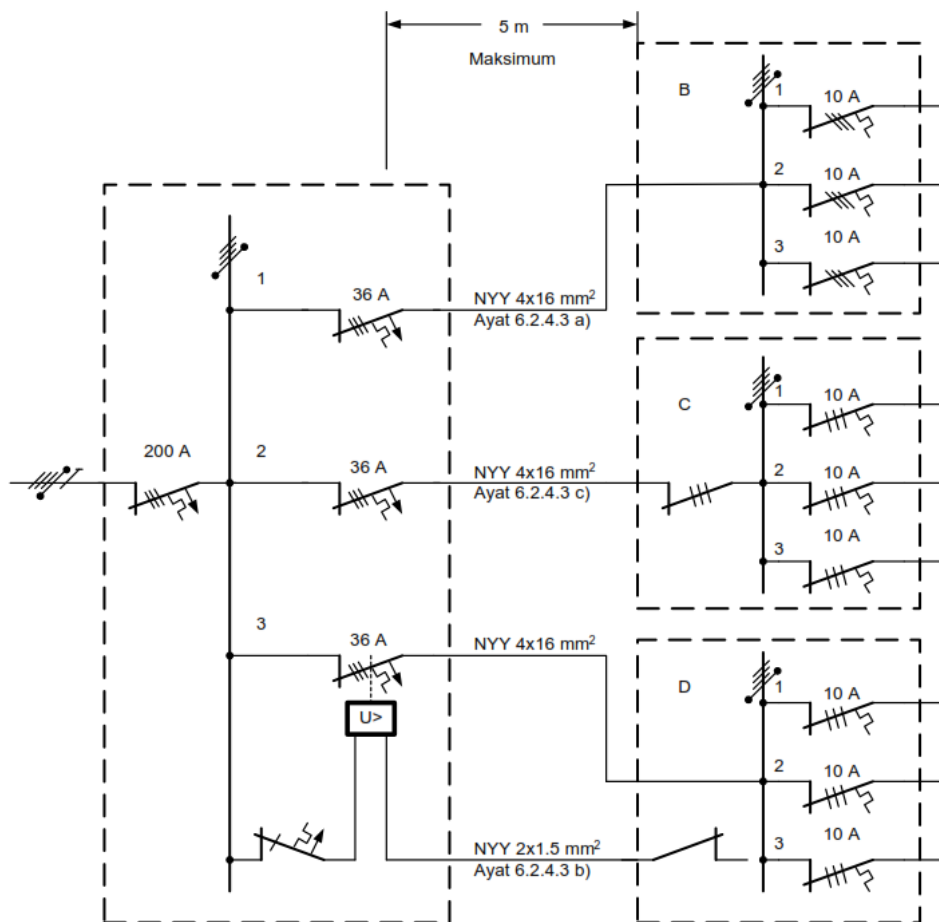 5 m
Maksimum
B
1
10 A
2
10 A
3
10 A
1
36 A
NYY 4x16 mm²
Ayat 6.2.4.3 a)
C
1
10 A
200 A
2
36 A
NYY 4x16 mm²
Ayat 6.2.4.3 c)
2
10 A
3
10 A
3
36 A
NYY 4x16 mm²
U>
D
1
10 A
2
10 A
NYY 2x1.5 mm²
Ayat 6.2.4.3 b)
3
10 A